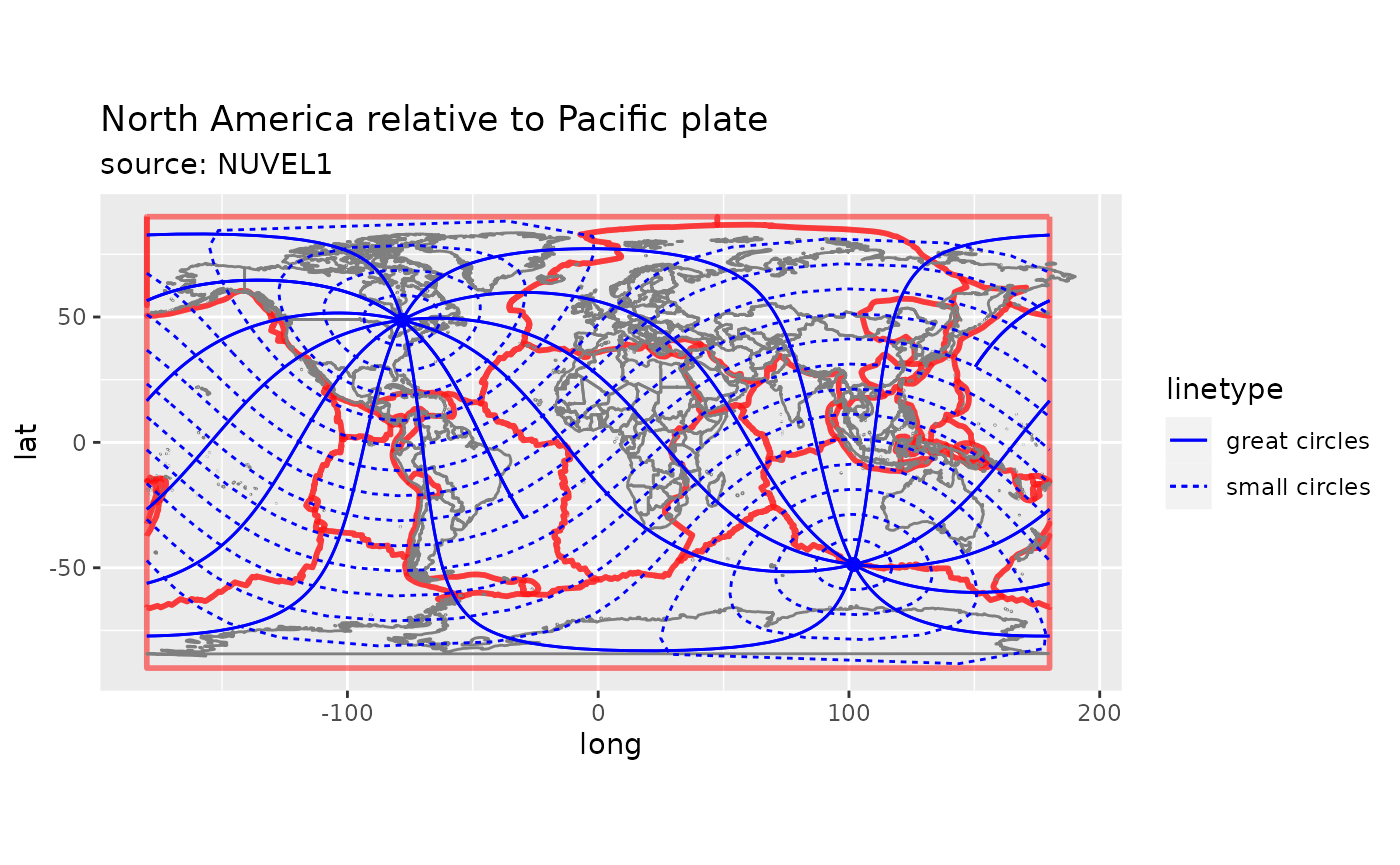 North America relative to Pacific plate
source: NUVEL1
lat
50
0
-50
-100
0
100
200
long
linetype
great circles
small circles